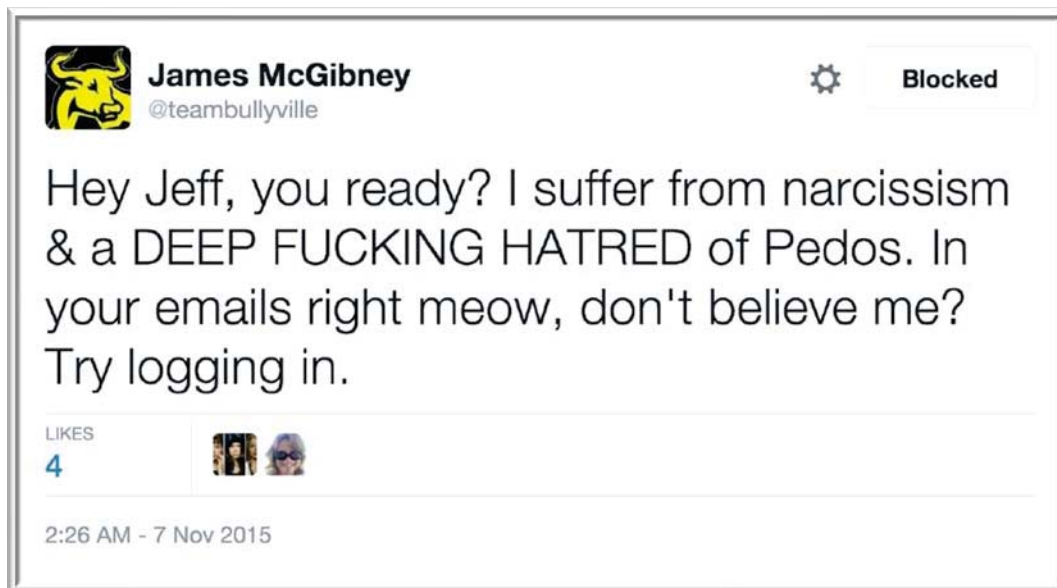 James McGibney
@teambullyville
Blocked
Hey Jeff, you ready? I suffer from narcissism
& a DEEP FUCKING HATRED of Pedos. In
your emails right meow, don't believe me?
Try logging in.
LIKES
4
2:26 AM - 7 Nov 2015